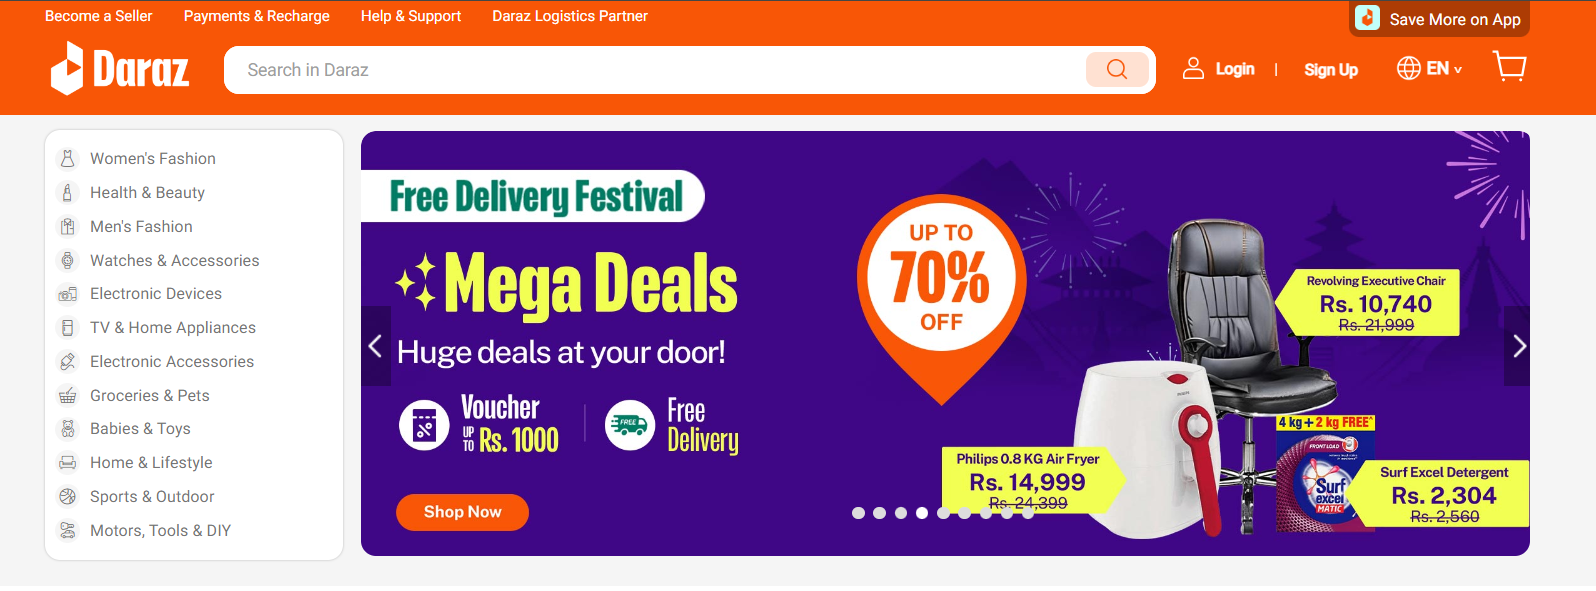 Become a Seller
Payments & Recharge
Help & Support
Daraz Logistics Partner
Save More on App
Daraz
Search in Daraz
Login
Sign Up
EN
Women's Fashion
Health & Beauty
Men's Fashion
Watches & Accessories
Electronic Devices
TV & Home Appliances
Electronic Accessories
Groceries & Pets
Babies & Toys
Home & Lifestyle
Sports & Outdoor
Motors, Tools & DIY
Free Delivery Festival
Mega Deals
Huge deals at your door!
Voucher
UP TO Rs. 1000
FREE
Free
Delivery
Shop Now
UP TO
70%
OFF
Revolving Executive Chair
Rs. 10,740
Rs. 21,999
Philips 0.8 KG Air Fryer
Rs. 14,999
Rs. 24,399
4 kg + 2 kg FREE*
FRONT LOAD
Surf
excel
MATIC
Surf Excel Detergent
Rs. 2,304
Rs. 2,560